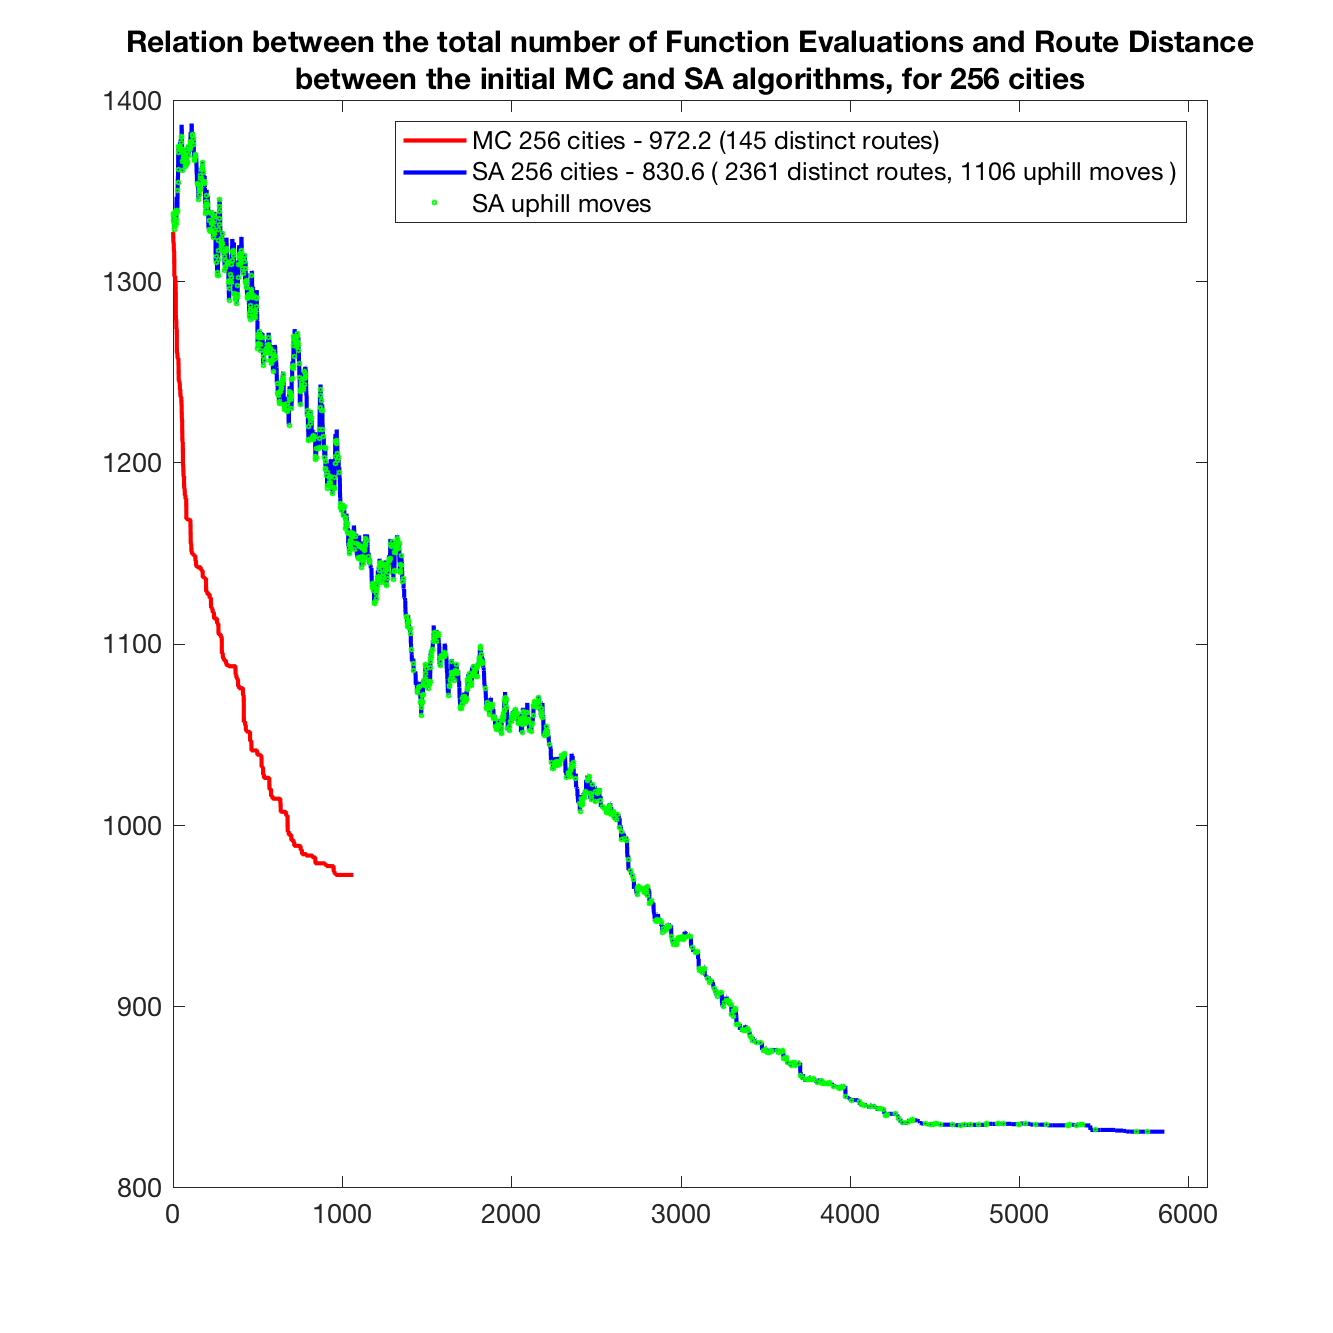 Relation between the total number of Function Evaluations and Route Distance
between the initial MC and SA algorithms, for 256 cities
MC 256 cities - 972.2 (145 distinct routes)
SA 256 cities - 830.6 ( 2361 distinct routes, 1106 uphill moves )
SA uphill moves
1400
1300
1200
1100
1000
900
800
0 1000 2000 3000 4000 5000 6000